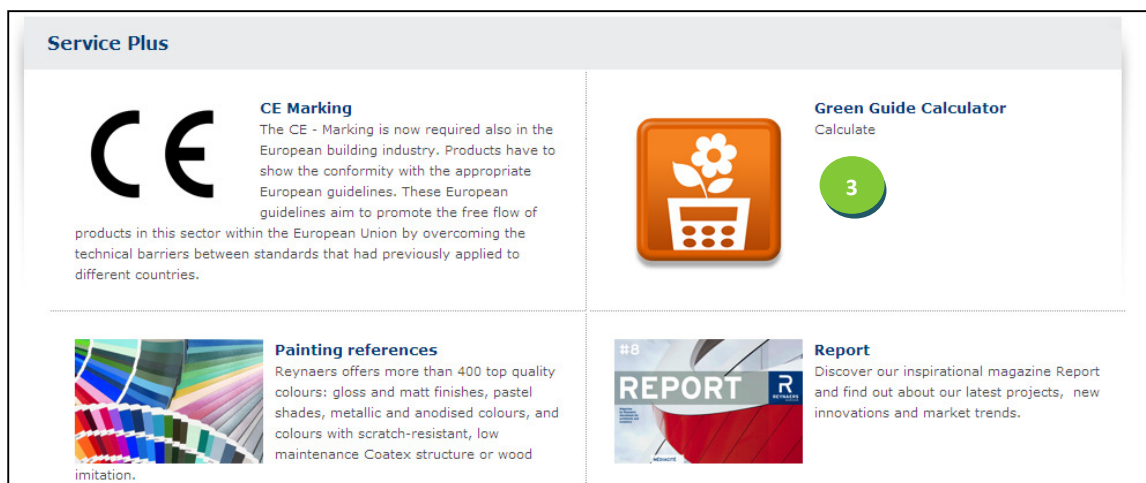 Service Plus
CE
CE Marking
The CE - Marking is now required also in the
European building industry. Products have to
show the conformity with the appropriate
European guidelines. These European
guidelines aim to promote the free flow of
products in this sector within the European Union by overcoming the
technical barriers between standards that had previously applied to
different countries.
Green Guide Calculator
Calculate
3
Painting references
Reynaers offers more than 400 top quality
colours: gloss and matt finishes, pastel
shades, metallic and anodised colours, and
colours with scratch-resistant, low
maintenance Coatex structure or wood
imitation.
#8
REPORT
R
REYNAERS
MÉDIACITÉ
Report
Discover our inspirational magazine Report
and find out about our latest projects,  new
innovations and market trends.